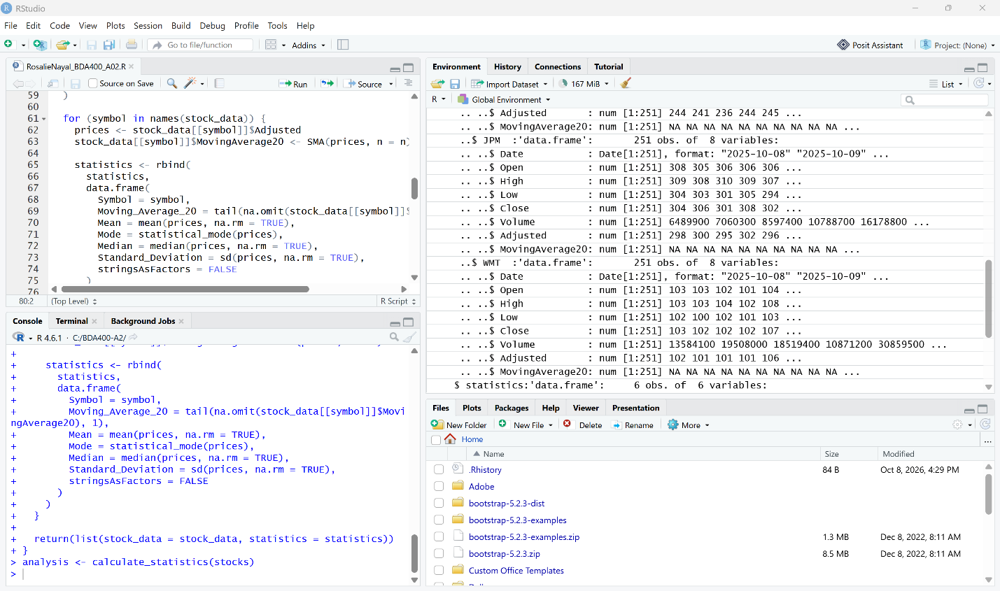 RStudio
File Edit Code View Plots Session Build Debug Profile Tools Help
Go to file/function Addins Posit Assistant Project: (None)
RosalieNayal_BDA400_A02.R
Source on Save Run Source
59 )
60
61 for (symbol in names(stock_data)) {
62 prices <- stock_data[[symbol]]$Adjusted
63 stock_data[[symbol]]$MovingAverage20 <- SMA(prices, n = n)
64
65 statistics <- rbind(
66 statistics,
67 data.frame(
68 Symbol = symbol,
69 Moving_Average_20 = tail(na.omit(stock_data[[symbol]]$
70 Mean = mean(prices, na.rm = TRUE),
71 Mode = statistical_mode(prices),
72 Median = median(prices, na.rm = TRUE),
73 Standard_Deviation = sd(prices, na.rm = TRUE),
74 stringsAsFactors = FALSE
75 )
76
80:2 (Top Level) R Script
Console Terminal Background Jobs
R 4.6.1 · C:/BDA400-A2/
+
+ statistics <- rbind(
+ statistics,
+ data.frame(
+ Symbol = symbol,
+ Moving_Average_20 = tail(na.omit(stock_data[[symbol]]$Movi
ngAverage20), 1),
+ Mean = mean(prices, na.rm = TRUE),
+ Mode = statistical_mode(prices),
+ Median = median(prices, na.rm = TRUE),
+ Standard_Deviation = sd(prices, na.rm = TRUE),
+ stringsAsFactors = FALSE
+ )
+ )
+ }
+
+ return(list(stock_data = stock_data, statistics = statistics))
+ }
> analysis <- calculate_statistics(stocks)
>
Environment History Connections Tutorial
Import Dataset 167 MiB List
R Global Environment
.. ..$ Adjusted : num [1:251] 244 241 236 244 245 ...
.. ..$ MovingAverage20: num [1:251] NA NA NA NA NA NA NA NA NA NA ...
..$ JPM :'data.frame': 251 obs. of 8 variables:
.. ..$ Date : Date[1:251], format: "2025-10-08" "2025-10-09" ...
.. ..$ Open : num [1:251] 308 305 306 306 306 ...
.. ..$ High : num [1:251] 309 308 310 309 307 ...
.. ..$ Low : num [1:251] 304 303 301 305 294 ...
.. ..$ Close : num [1:251] 304 306 301 308 302 ...
.. ..$ Volume : num [1:251] 6489900 7060300 8597400 10788700 16178800 ...
.. ..$ Adjusted : num [1:251] 298 300 295 302 296 ...
.. ..$ MovingAverage20: num [1:251] NA NA NA NA NA NA NA NA NA NA ...
..$ WMT :'data.frame': 251 obs. of 8 variables:
.. ..$ Date : Date[1:251], format: "2025-10-08" "2025-10-09" ...
.. ..$ Open : num [1:251] 103 103 102 101 104 ...
.. ..$ High : num [1:251] 103 103 104 102 108 ...
.. ..$ Low : num [1:251] 102 100 102 101 103 ...
.. ..$ Close : num [1:251] 103 102 102 102 107 ...
.. ..$ Volume : num [1:251] 13584100 19508000 18519400 10871200 30859500 ...
.. ..$ Adjusted : num [1:251] 102 101 101 101 106 ...
.. ..$ MovingAverage20: num [1:251] NA NA NA NA NA NA NA NA NA NA ...
$ statistics:'data.frame': 6 obs. of 6 variables:
Files Plots Packages Help Viewer Presentation
New Folder New File Delete Rename More
Home ...
Name Size Modified
.Rhistory 84 B Oct 8, 2026, 4:29 PM
Adobe
bootstrap-5.2.3-dist
bootstrap-5.2.3-examples
bootstrap-5.2.3-examples.zip 1.3 MB Dec 8, 2022, 8:11 AM
bootstrap-5.2.3.zip 8.5 MB Dec 8, 2022, 8:11 AM
Custom Office Templates